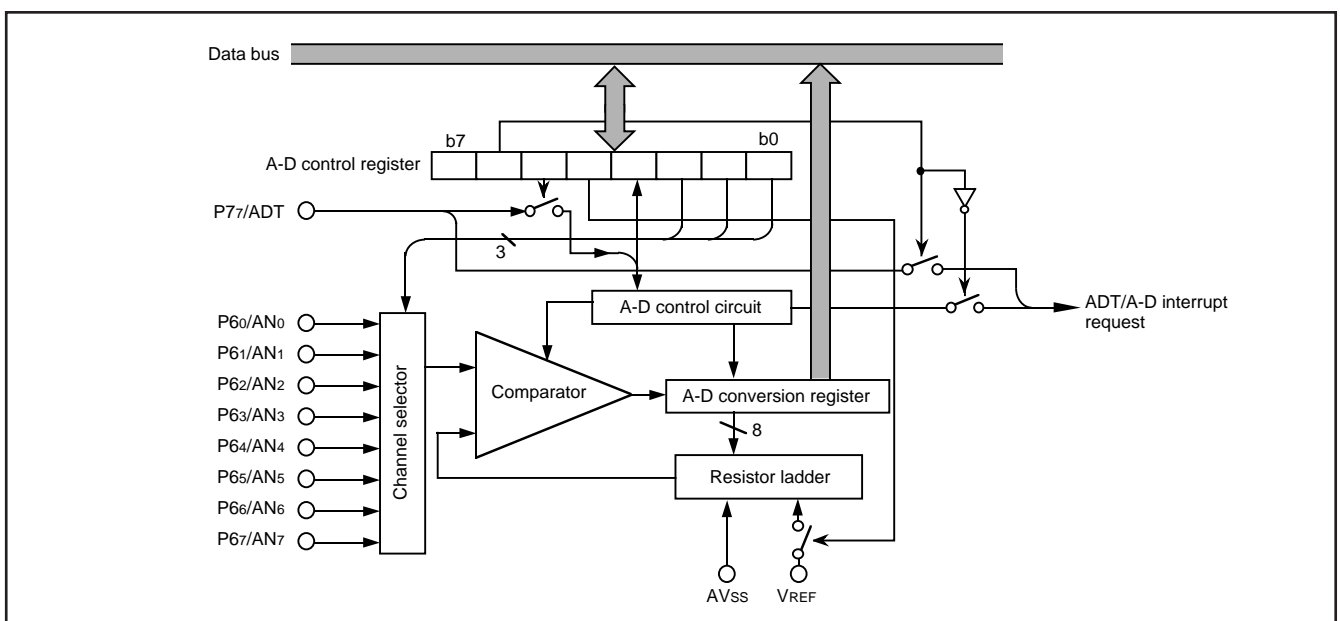 Data bus
b7
b0
A-D control register
P77/ADT
3
A-D control circuit
ADT/A-D interrupt
request
P60/AN0
P61/AN1
P62/AN2
P63/AN3
P64/AN4
P65/AN5
P66/AN6
P67/AN7
Channel selector
Comparator
A-D conversion register
8
Resistor ladder
AVSS
VREF